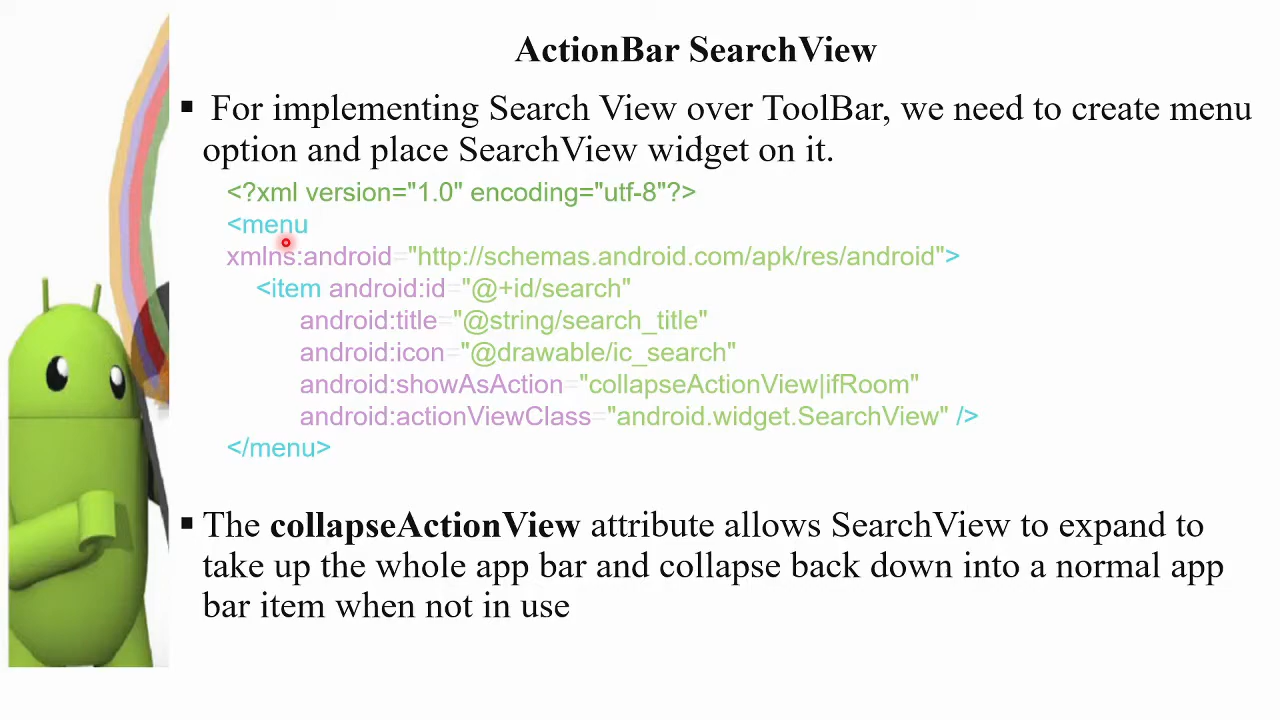 ActionBar SearchView
▪ For implementing Search View over ToolBar, we need to create menu
option and place SearchView widget on it.
<?xml version="1.0" encoding="utf-8"?>
<menu
xmlns:android="http://schemas.android.com/apk/res/android">
<item android:id="@+id/search"
android:title="@string/search_title"
android:icon="@drawable/ic_search"
android:showAsAction="collapseActionView|ifRoom"
android:actionViewClass="android.widget.SearchView" />
</menu>
▪ The collapseActionView attribute allows SearchView to expand to
take up the whole app bar and collapse back down into a normal app
bar item when not in use